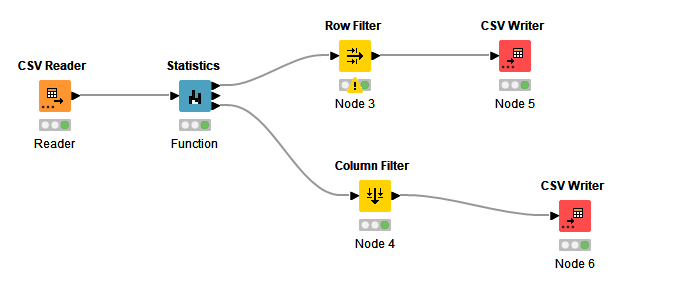 Row Filter
CSV Writer
CSV Reader
Statistics
Node 3
Node 5
Reader
Function
Column Filter
CSV Writer
Node 4
Node 6